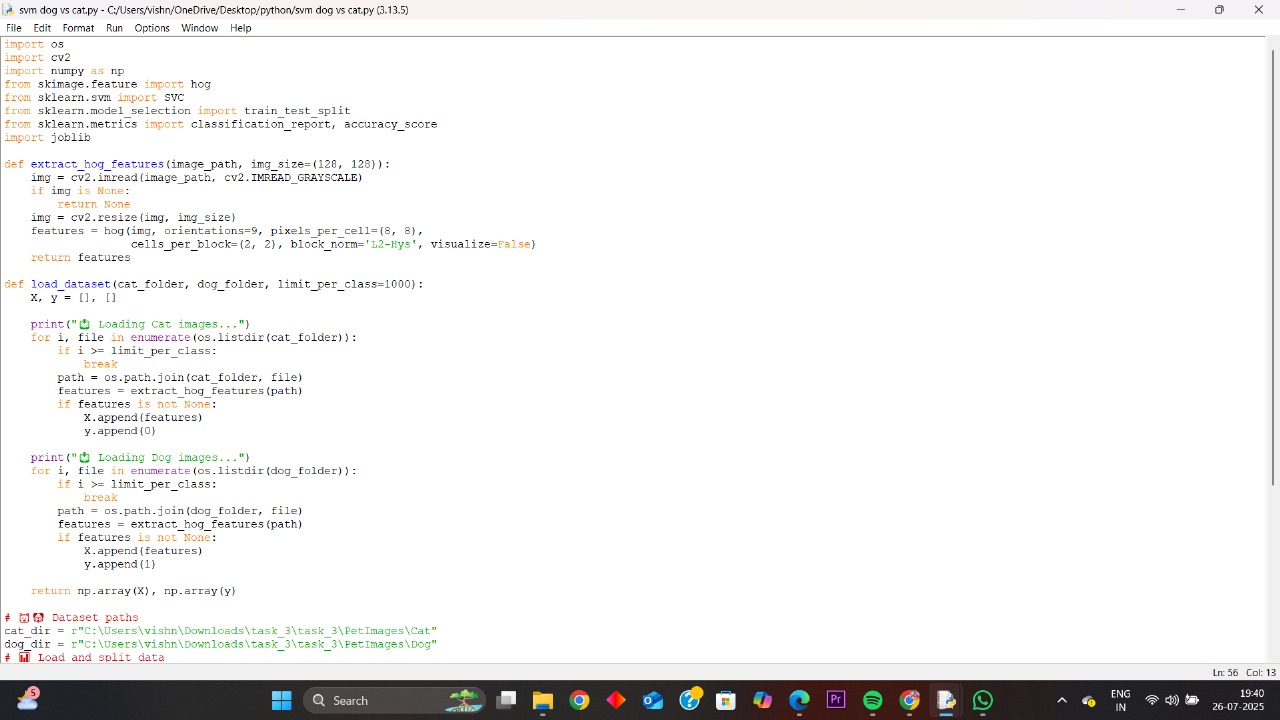 svm dog vs cat.py - C:/Users/vishn/OneDrive/Desktop/python/svm dog vs cat.py (3.13.5)
File Edit Format Run Options Window Help
import os
import cv2
import numpy as np
from skimage.feature import hog
from sklearn.svm import SVC
from sklearn.model_selection import train_test_split
from sklearn.metrics import classification_report, accuracy_score
import joblib

def extract_hog_features(image_path, img_size=(128, 128)):
    img = cv2.imread(image_path, cv2.IMREAD_GRAYSCALE)
    if img is None:
        return None
    img = cv2.resize(img, img_size)
    features = hog(img, orientations=9, pixels_per_cell=(8, 8),
                   cells_per_block=(2, 2), block_norm='L2-Hys', visualize=False)
    return features

def load_dataset(cat_folder, dog_folder, limit_per_class=1000):
    X, y = [], []

    print("📥 Loading Cat images...")
    for i, file in enumerate(os.listdir(cat_folder)):
        if i >= limit_per_class:
            break
        path = os.path.join(cat_folder, file)
        features = extract_hog_features(path)
        if features is not None:
            X.append(features)
            y.append(0)

    print("📥 Loading Dog images...")
    for i, file in enumerate(os.listdir(dog_folder)):
        if i >= limit_per_class:
            break
        path = os.path.join(dog_folder, file)
        features = extract_hog_features(path)
        if features is not None:
            X.append(features)
            y.append(1)

    return np.array(X), np.array(y)

# 🐱🐶 Dataset paths
cat_dir = r"C:\Users\vishn\Downloads\task_3\task_3\PetImages\Cat"
dog_dir = r"C:\Users\vishn\Downloads\task_3\task_3\PetImages\Dog"
# 📊 Load and split data
Ln: 56 Col: 13
5
Search
Pr
ENG
IN
19:40
26-07-2025